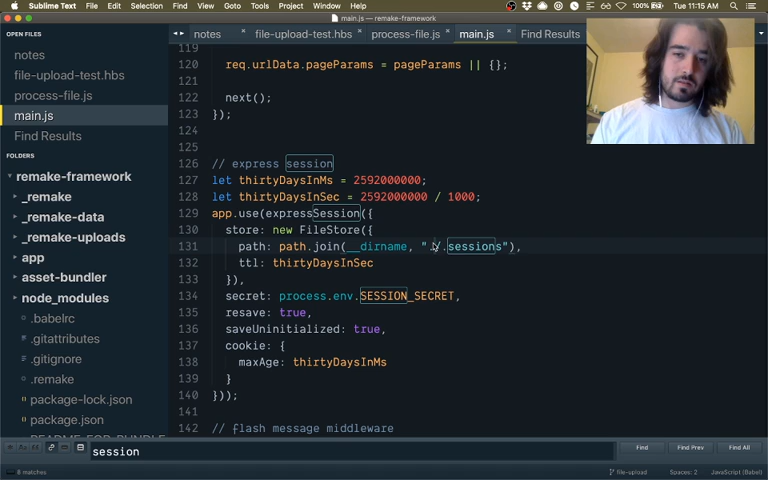 Sublime Text File Edit Selection Find View Goto Tools Project Window Help 100% Tue 11:15 AM
main.js — remake-framework
OPEN FILES
notes
file-upload-test.hbs
process-file.js
main.js
Find Results
FOLDERS
remake-framework
_remake
_remake-data
_remake-uploads
app
asset-bundler
node_modules
.babelrc
.gitattributes
.gitignore
.remake
package-lock.json
package.json
notes file-upload-test.hbs process-file.js main.js Find Results
119
120 req.urlData.pageParams = pageParams || {};
121
122 next();
123 });
124
125
126 // express session
127 let thirtyDaysInMs = 2592000000;
128 let thirtyDaysInSec = 2592000000 / 1000;
129 app.use(expressSession({
130 store: new FileStore({
131 path: path.join(__dirname, "./.sessions"),
132 ttl: thirtyDaysInSec
133 }),
134 secret: process.env.SESSION_SECRET,
135 resave: true,
136 saveUninitialized: true,
137 cookie: {
138 maxAge: thirtyDaysInMs
139 }
140 }));
141
142 // flash message middleware
session Find Find Prev Find All
8 matches file-upload Spaces: 2 JavaScript (Babel)